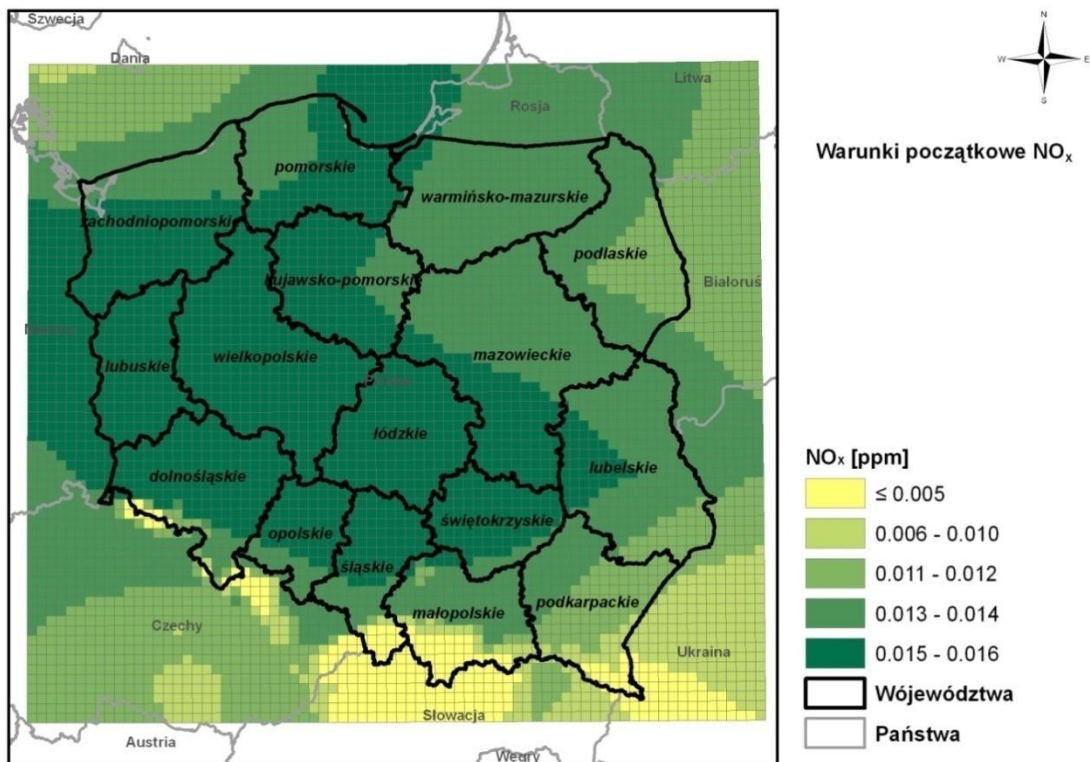 Szwecja
Dania
Litwa
Rosja
pomorskie
warmińsko-mazurskie
zachodniopomorski
podlaskie
kujawsko-pomorski
Białoruś
mazowieckie
lubuskie
wielkopolskie
łódzkie
dolnośląskie
lubelskie
opolskie
świętokrzyskie
śląskie
małopolskie
podkarpackie
Czechy
Ukraina
Słowacja
Austria
Węgry
N
W
E
S
Warunki początkowe NOₓ
NOₓ [ppm]
≤ 0.005
0.006 - 0.010
0.011 - 0.012
0.013 - 0.014
0.015 - 0.016
Wójewództwa
Państwa